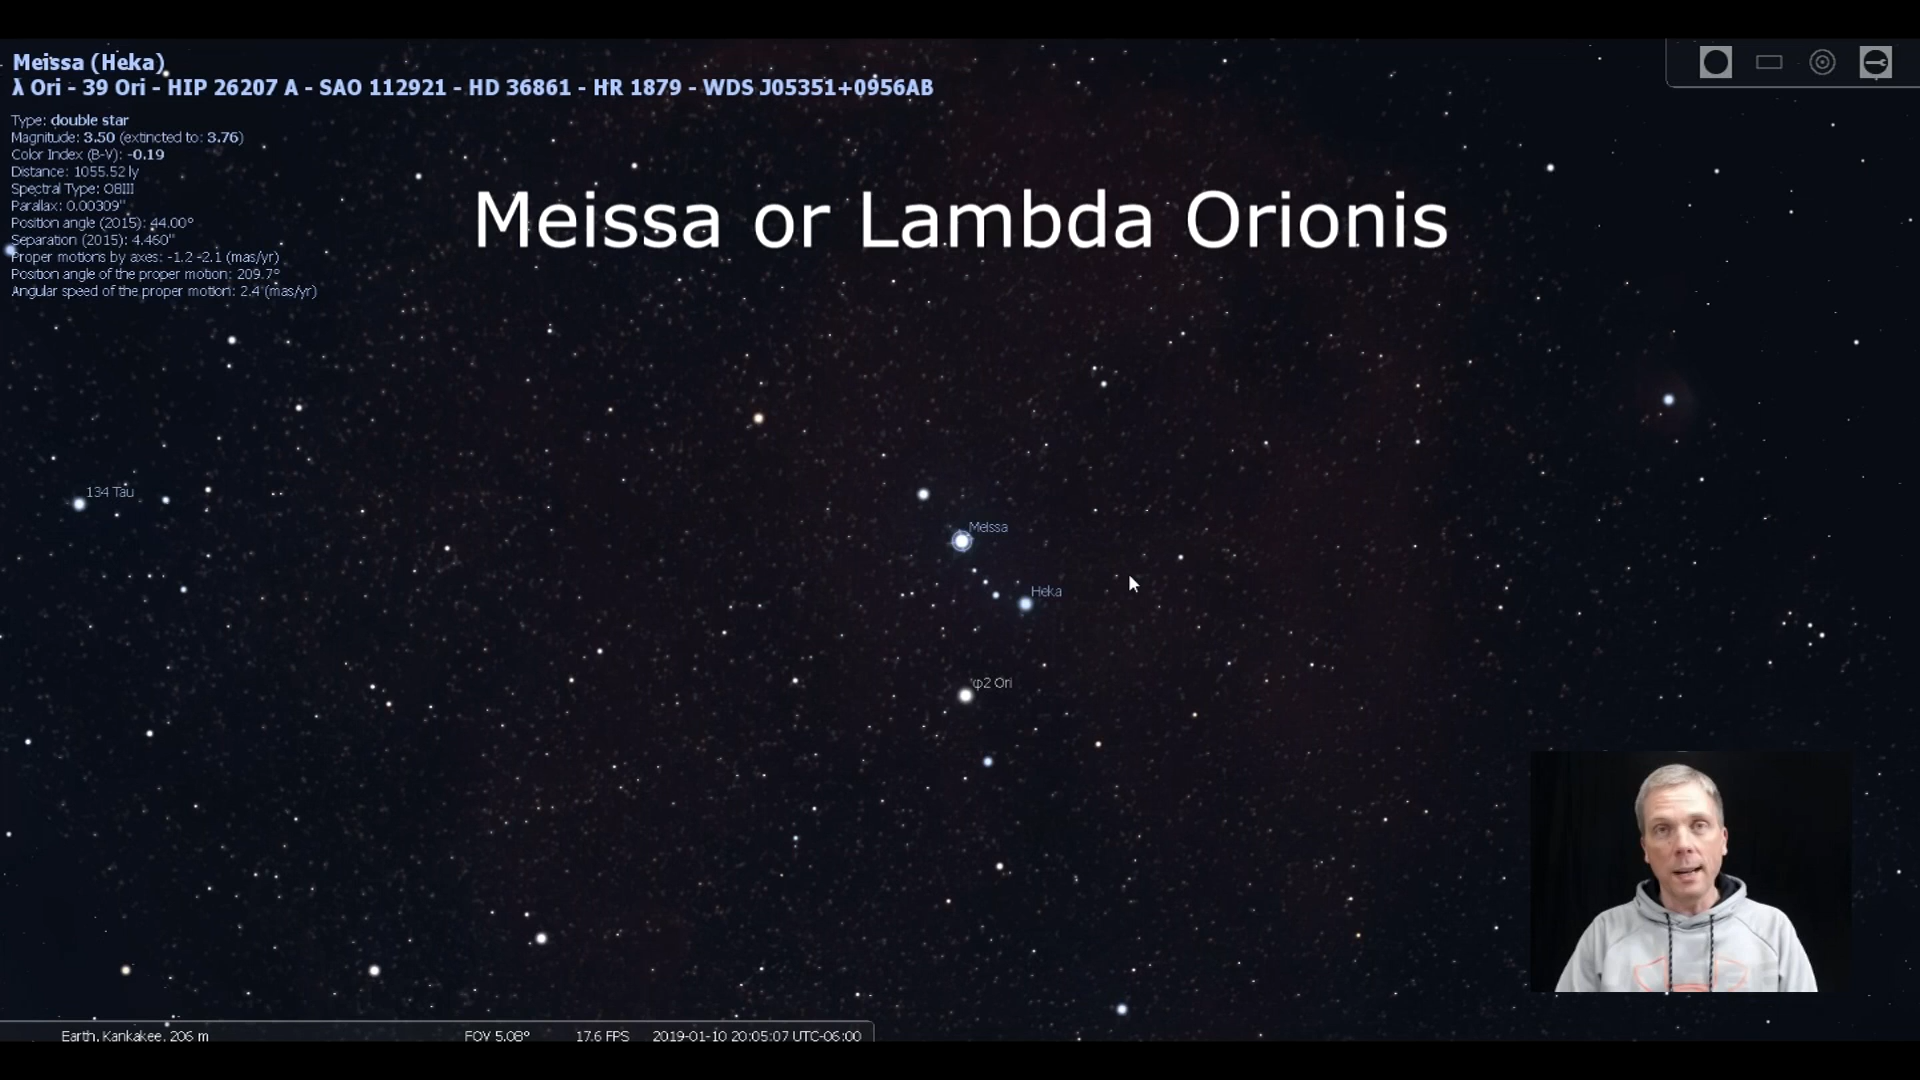 Meissa (Heka)
λ Ori - 39 Ori - HIP 26207 A - SAO 112921 - HD 36861 - HR 1879 - WDS J05351+0956AB
Type: double star
Magnitude: 3.50 (extincted to: 3.76)
Color Index (B-V): -0.19
Distance: 1055.52 ly
Spectral Type: O8III
Parallax: 0.00309"
Position angle (2015): 44.00°
Separation (2015): 4.460"
Proper motions by axes: -1.2 -2.1 (mas/yr)
Position angle of the proper motion: 209.7°
Angular speed of the proper motion: 2.4 (mas/yr)
Meissa or Lambda Orionis
134 Tau
Meissa
Heka
φ2 Ori
Earth, Kankakee, 206 m FOV 5.08° 17.6 FPS 2019-01-10 20:05:07 UTC-06:00